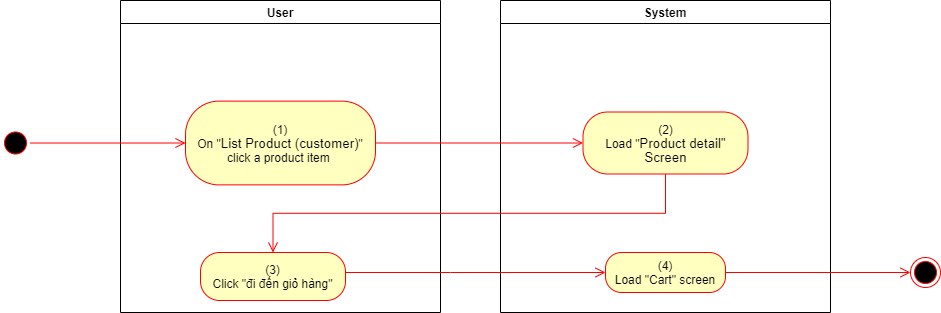 User
System
(1)
On "List Product (customer)"
click a product item
(2)
Load "Product detail"
Screen
(3)
Click "đi đến giỏ hàng"
(4)
Load "Cart" screen